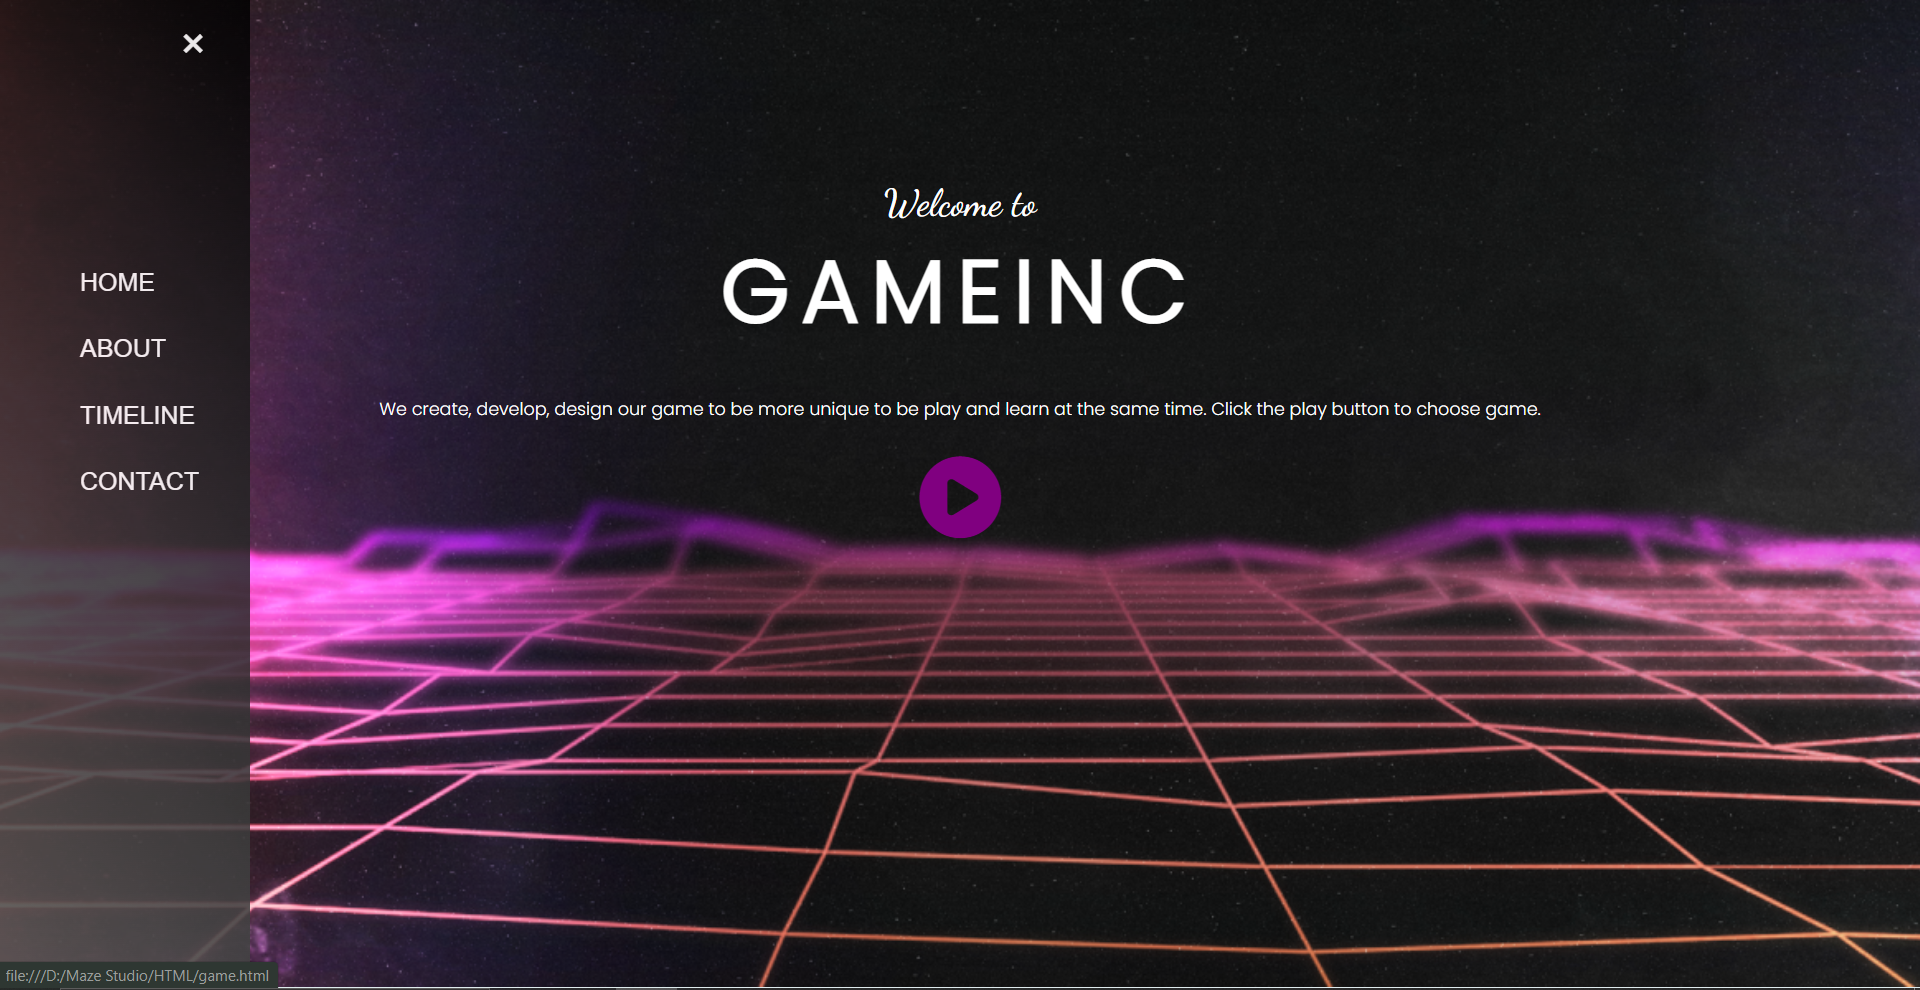 HOME
ABOUT
TIMELINE
CONTACT
Welcome to
GAMEINC
We create, develop, design our game to be more unique to be play and learn at the same time. Click the play button to choose game.
file:///D:/Maze Studio/HTML/game.html